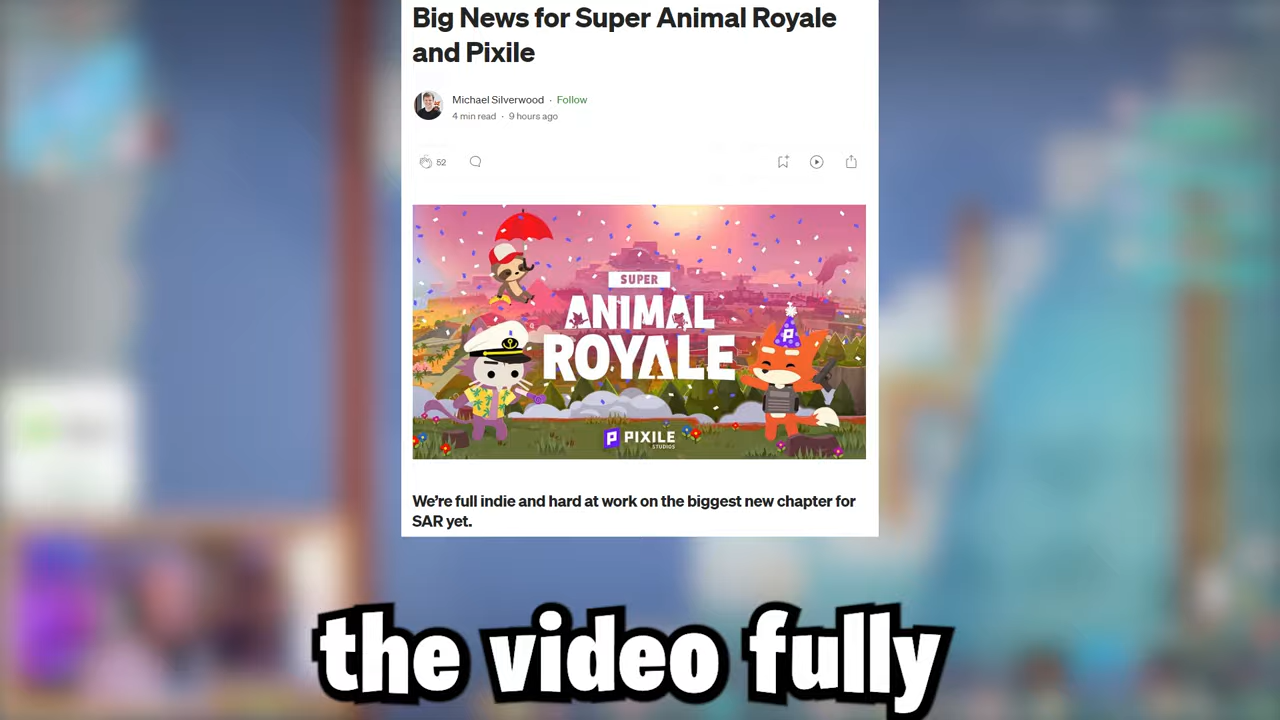 Big News for Super Animal Royale
and Pixile
Michael Silverwood · Follow
4 min read · 9 hours ago
52
SUPER
ANIMAL
ROYALE
P PIXILE
STUDIOS
We're full indie and hard at work on the biggest new chapter for
SAR yet.
the video fully